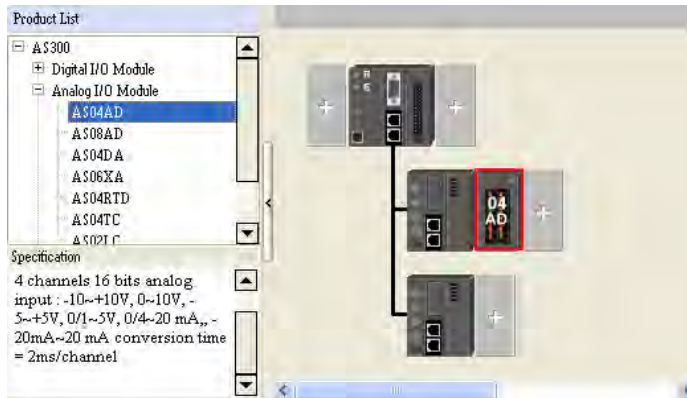 Product List
AS300
Digital I/O Module
Analog I/O Module
AS04AD
AS08AD
AS04DA
AS06XA
AS04RTD
AS04TC
AS02LC
Specification
4 channels 16 bits analog
input : -10~+10V, 0~10V, -
5~+5V, 0/1~5V, 0/4~20 mA,, -
20mA~20 mA conversion time
= 2ms/channel
R
E
04
AD